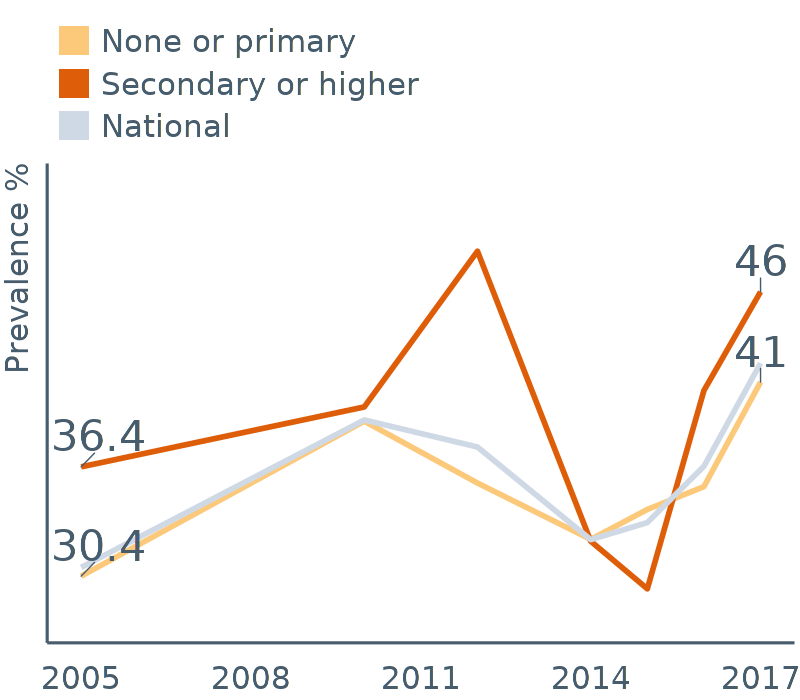 None or primary
Secondary or higher
National
Prevalence %
46
41
36.4
30.4
2005 2008 2011 2014 2017